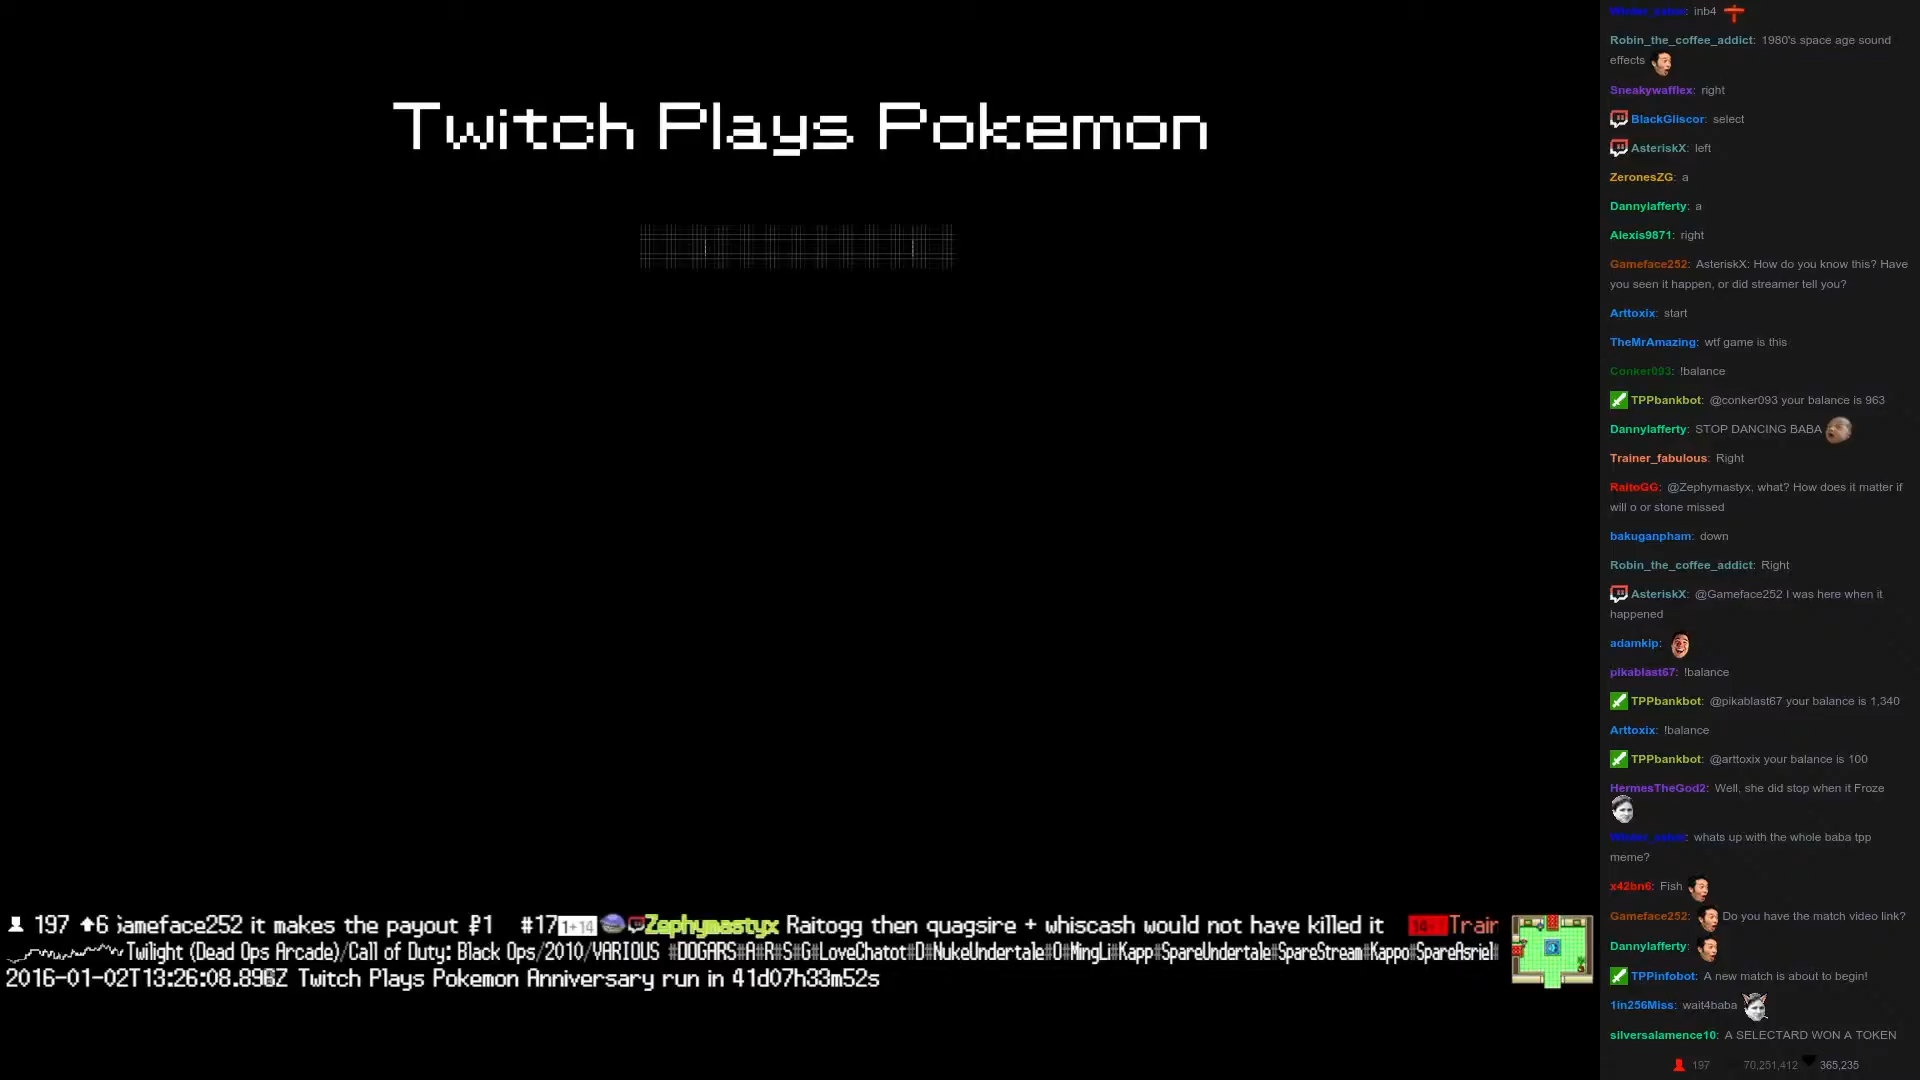 Twitch Plays Pokemon
197 6 Gameface252 it makes the payout ₽1 #17 1-14 Zephymastyx Raitogg then quagsire + whiscash would not have killed it 14-1 Train
Twilight (Dead Ops Arcade)/Call of Duty: Black Ops/2010/VARIOUS #DOGARS#A#R#S#G#LoveChatot#D#NukeUndertale#O#MingLi#Kapp#SpareUndertale#SpareStream#Kappo#SpareAsriel#
2016-01-02T13:26:08. Twitch Plays Pokemon Anniversary run in 41d07h33m52s
inb4
Robin_the_coffee_addict: 1980's space age sound
effects
Sneakywafflex: right
BlackGliscor: select
AsteriskX: left
ZeronesZG: a
Dannylafferty: a
Alexis9871: right
Gameface252: AsteriskX: How do you know this? Have
you seen it happen, or did streamer tell you?
Arttoxix: start
TheMrAmazing: wtf game is this
Conker093: !balance
TPPbankbot: @conker093 your balance is 963
Dannylafferty: STOP DANCING BABA
Trainer_fabulous: Right
RaitoGG: @Zephymastyx, what? How does it matter if
will o or stone missed
bakuganpham: down
Robin_the_coffee_addict: Right
AsteriskX: @Gameface252 I was here when it
happened
adamkip:
pikablast67: !balance
TPPbankbot: @pikablast67 your balance is 1,340
Arttoxix: !balance
TPPbankbot: @arttoxix your balance is 100
HermesTheGod2: Well, she did stop when it Froze
whats up with the whole baba tpp
meme?
x42bn6: Fish
Gameface252: Do you have the match video link?
Dannylafferty:
TPPinfobot: A new match is about to begin!
1in256Miss: wait4baba
silversalamence10: A SELECTARD WON A TOKEN
197 70,251,412 365,235